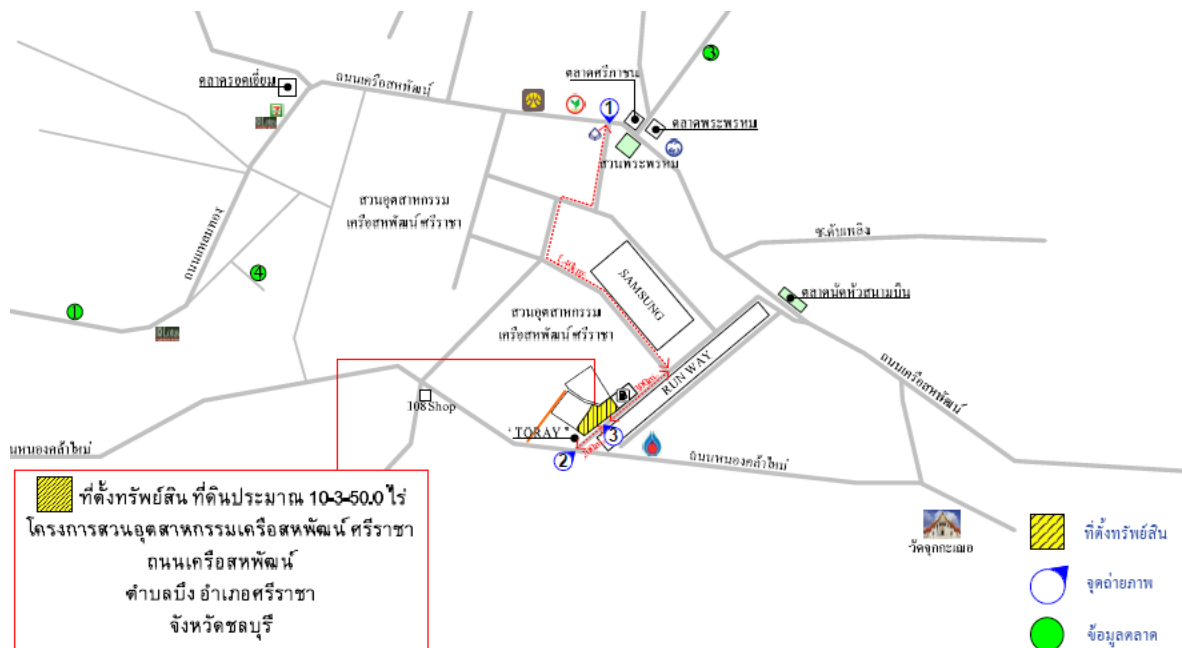 3
ตลาดศรีภาชน
ตลาดรอดเอี่ยม
ถนนเครือสหพัฒน์
1
ตลาดพระพรหม
สวนพระพรหม
สวนอุตสาหกรรม
เครือสหพัฒน์ ศรีราชา
ถนนแหลมทอง
ซ.คับเหลิง
4
SAMSUNG
ตลาดนัดหัวสนามบิน
1
สวนอุตสาหกรรม
เครือสหพัฒน์ ศรีราชา
RUN WAY
ถนนเครือสหพัฒน์
108Shop
" TORAY "
3
2
นหนองคล้าใหม่
ถนนหนองคล้าใหม่
ที่ตั้งทรัพย์สิน ที่ดินประมาณ 10-3-50.0 ไร่
โครงการสวนอุตสาหกรรมเครือสหพัฒน์ ศรีราชา
ถนนเครือสหพัฒน์
ตำบลบึง อำเภอศรีราชา
จังหวัดชลบุรี
วัดจุกกะเฌอ
ที่ตั้งทรัพย์สิน
จุดถ่ายภาพ
ข้อมูลตลาด